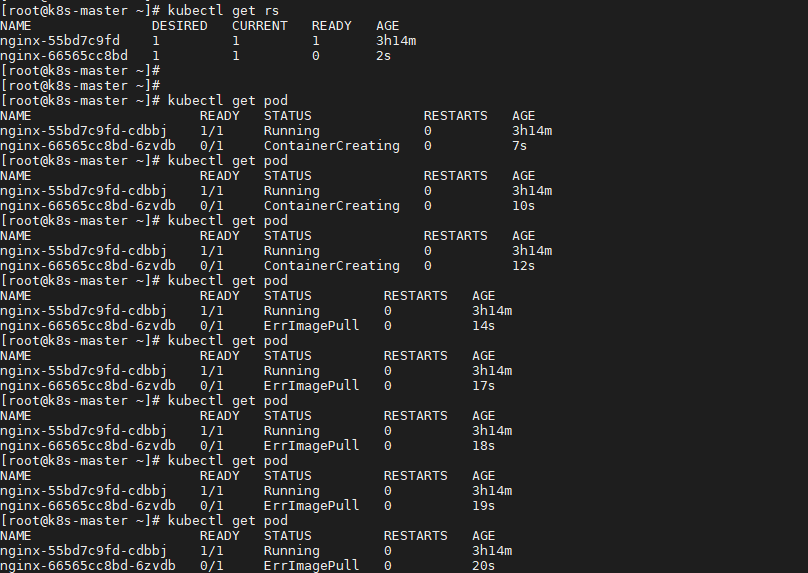 [root@k8s-master ~]# kubectl get rs
NAME DESIRED CURRENT READY AGE
nginx-55bd7c9fd 1 1 1 3h14m
nginx-66565cc8bd 1 1 0 2s
[root@k8s-master ~]#
[root@k8s-master ~]#
[root@k8s-master ~]# kubectl get pod
NAME READY STATUS RESTARTS AGE
nginx-55bd7c9fd-cdbbj 1/1 Running 0 3h14m
nginx-66565cc8bd-6zvdb 0/1 ContainerCreating 0 7s
[root@k8s-master ~]# kubectl get pod
NAME READY STATUS RESTARTS AGE
nginx-55bd7c9fd-cdbbj 1/1 Running 0 3h14m
nginx-66565cc8bd-6zvdb 0/1 ContainerCreating 0 10s
[root@k8s-master ~]# kubectl get pod
NAME READY STATUS RESTARTS AGE
nginx-55bd7c9fd-cdbbj 1/1 Running 0 3h14m
nginx-66565cc8bd-6zvdb 0/1 ContainerCreating 0 12s
[root@k8s-master ~]# kubectl get pod
NAME READY STATUS RESTARTS AGE
nginx-55bd7c9fd-cdbbj 1/1 Running 0 3h14m
nginx-66565cc8bd-6zvdb 0/1 ErrImagePull 0 14s
[root@k8s-master ~]# kubectl get pod
NAME READY STATUS RESTARTS AGE
nginx-55bd7c9fd-cdbbj 1/1 Running 0 3h14m
nginx-66565cc8bd-6zvdb 0/1 ErrImagePull 0 17s
[root@k8s-master ~]# kubectl get pod
NAME READY STATUS RESTARTS AGE
nginx-55bd7c9fd-cdbbj 1/1 Running 0 3h14m
nginx-66565cc8bd-6zvdb 0/1 ErrImagePull 0 18s
[root@k8s-master ~]# kubectl get pod
NAME READY STATUS RESTARTS AGE
nginx-55bd7c9fd-cdbbj 1/1 Running 0 3h14m
nginx-66565cc8bd-6zvdb 0/1 ErrImagePull 0 19s
[root@k8s-master ~]# kubectl get pod
NAME READY STATUS RESTARTS AGE
nginx-55bd7c9fd-cdbbj 1/1 Running 0 3h14m
nginx-66565cc8bd-6zvdb 0/1 ErrImagePull 0 20s